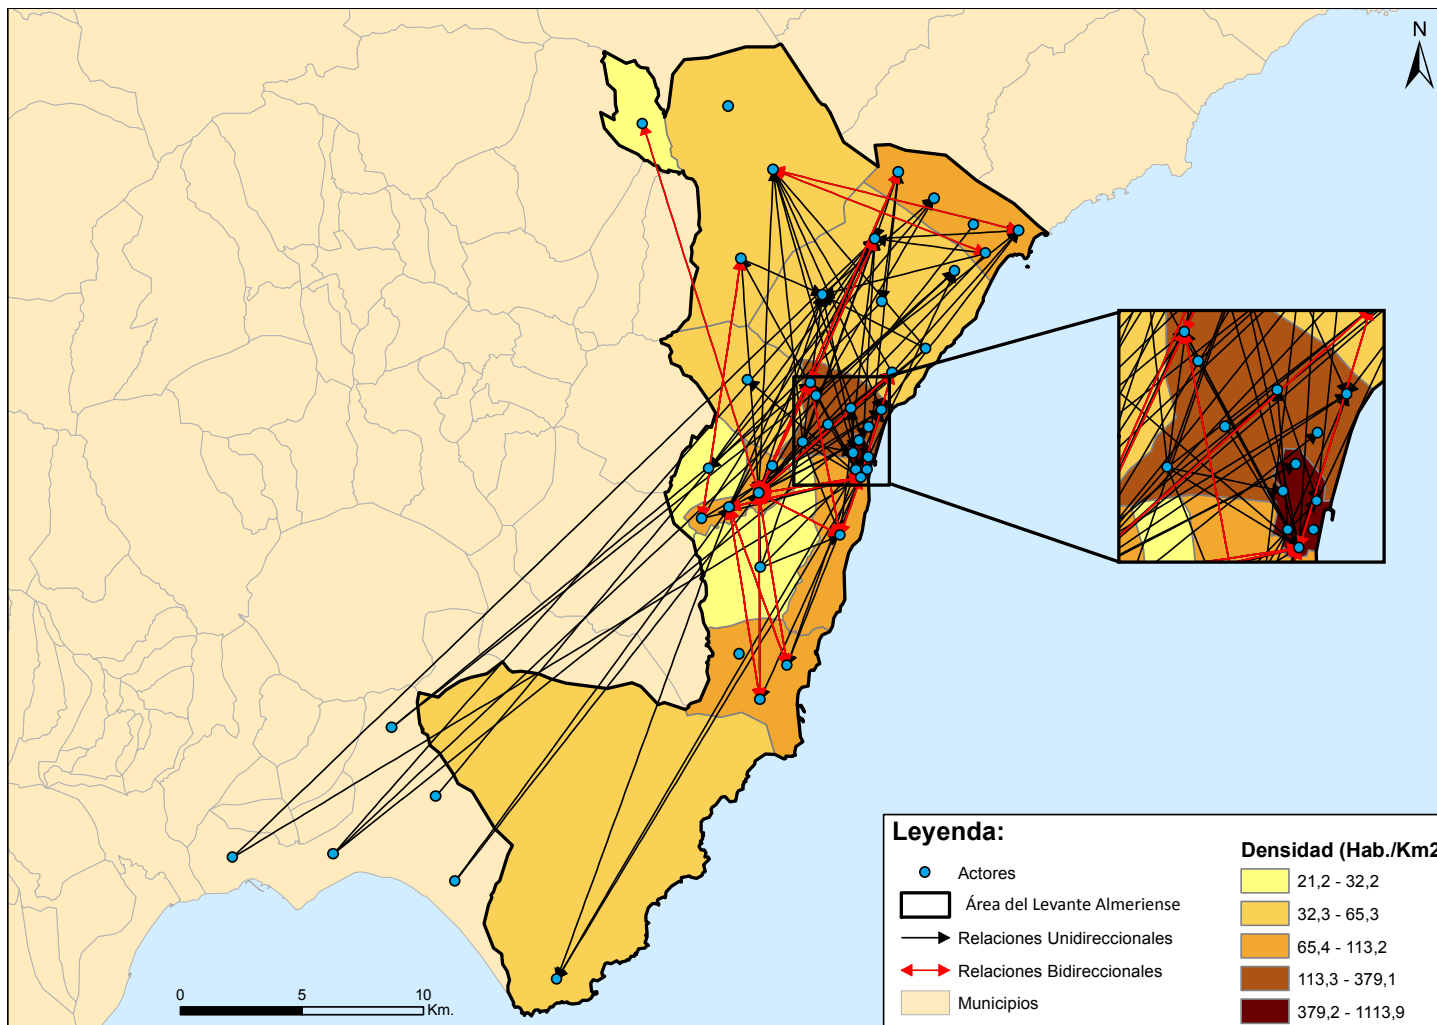 N
Leyenda:
Actores
Área del Levante Almeriense
Relaciones Unidireccionales
Relaciones Bidireccionales
Municipios
Densidad (Hab./Km2
21,2 - 32,2
32,3 - 65,3
65,4 - 113,2
113,3 - 379,1
379,2 - 1113,9
0 5 10
Km.